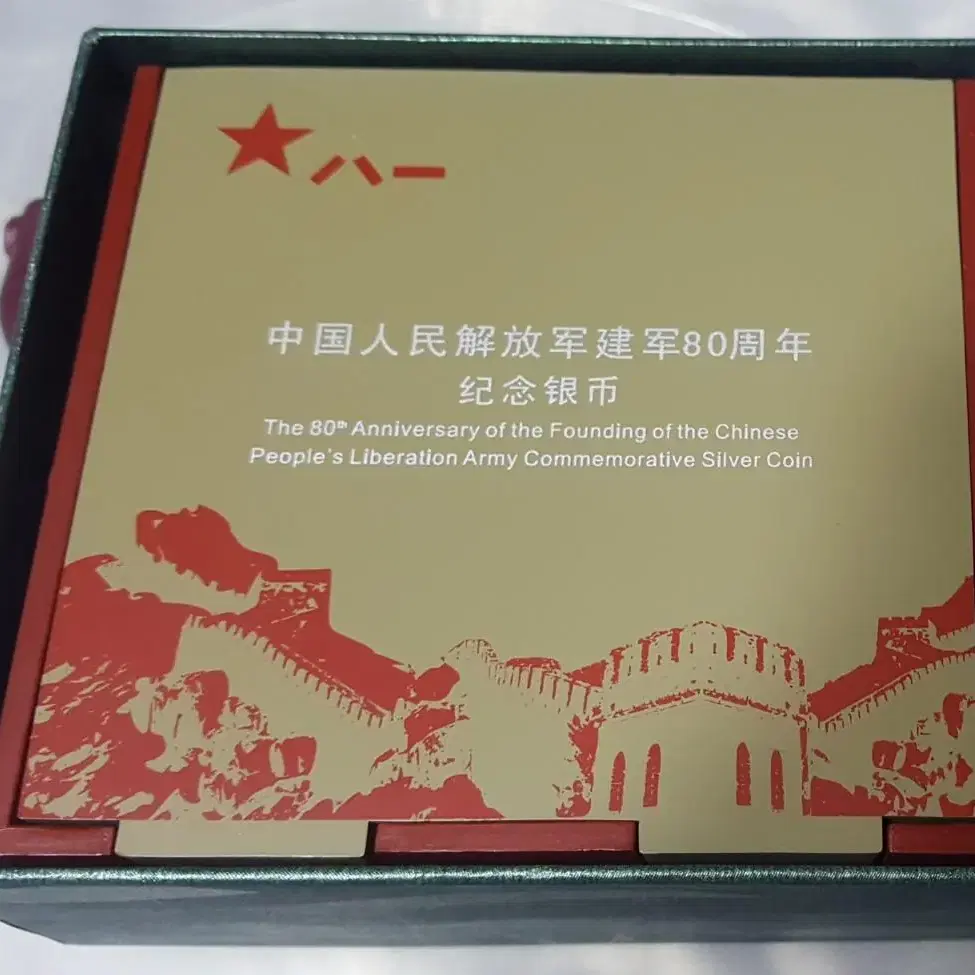 八一
中国人民解放军建军80周年
纪念银币
The 80th Anniversary of the Founding of the Chinese
People's Liberation Army Commemorative Silver Coin